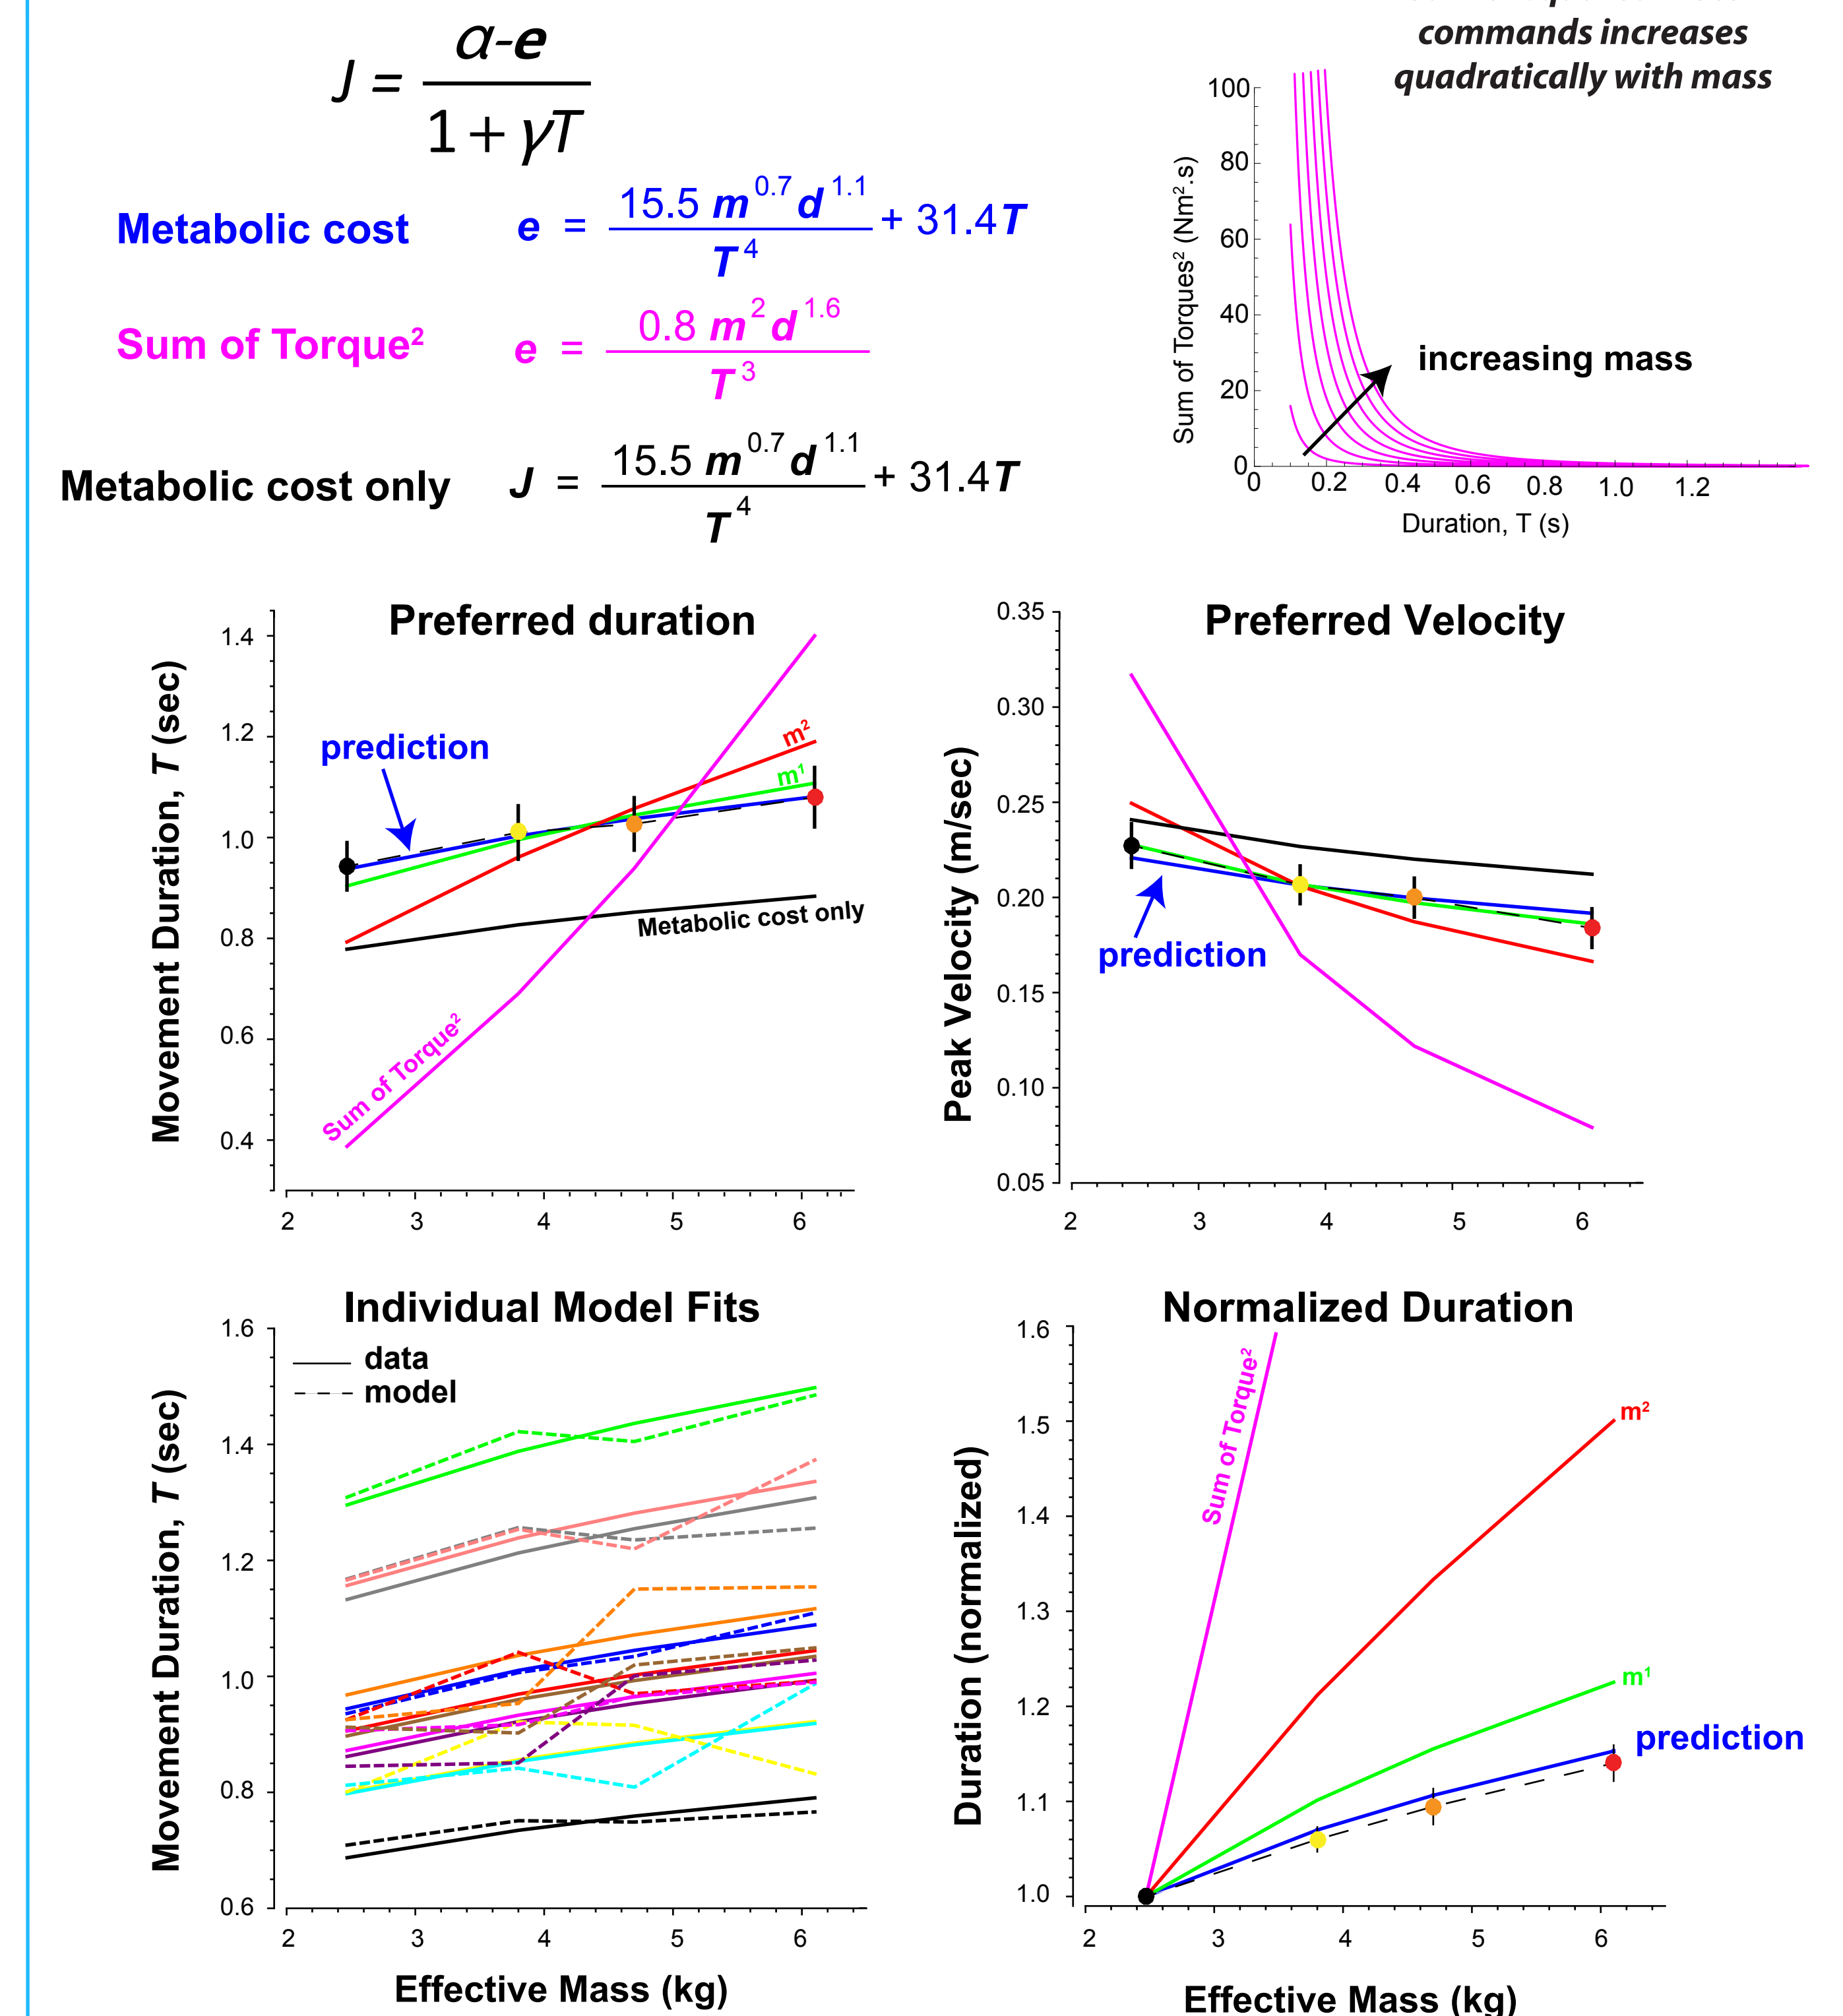 commands increases
quadratically with mass
J = α-e / 1 + γT
Metabolic cost e = 15.5 m^0.7 d^1.1 / T^4 + 31.4T
Sum of Torque² e = 0.8 m^2 d^1.6 / T^3
Metabolic cost only J = 15.5 m^0.7 d^1.1 / T^4 + 31.4T
Sum of Torques² (Nm².s)
100
80
60
40
20
0
increasing mass
0 0.2 0.4 0.6 0.8 1.0 1.2
Duration, T (s)
Preferred duration
Movement Duration, T (sec)
1.4
1.2
1.0
0.8
0.6
0.4
prediction
m²
m¹
Metabolic cost only
Sum of Torque²
2 3 4 5 6
Preferred Velocity
Peak Velocity (m/sec)
0.35
0.30
0.25
0.20
0.15
0.10
0.05
prediction
2 3 4 5 6
Individual Model Fits
Movement Duration, T (sec)
1.6
1.4
1.2
1.0
0.8
0.6
data
model
2 3 4 5 6
Effective Mass (kg)
Normalized Duration
Duration (normalized)
1.6
1.5
1.4
1.3
1.2
1.1
1.0
Sum of Torque²
m²
m¹
prediction
2 3 4 5 6
Effective Mass (kg)